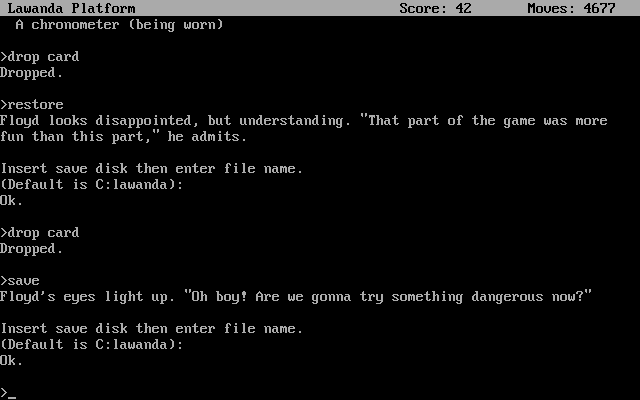 Lawanda Platform Score: 42 Moves: 4677
A chronometer (being worn)
>drop card
Dropped.
>restore
Floyd looks disappointed, but understanding. "That part of the game was more
fun than this part," he admits.
Insert save disk then enter file name.
(Default is C:lawanda):
Ok.
>drop card
Dropped.
>save
Floyd's eyes light up. "Oh boy! Are we gonna try something dangerous now?"
Insert save disk then enter file name.
(Default is C:lawanda):
Ok.
>_